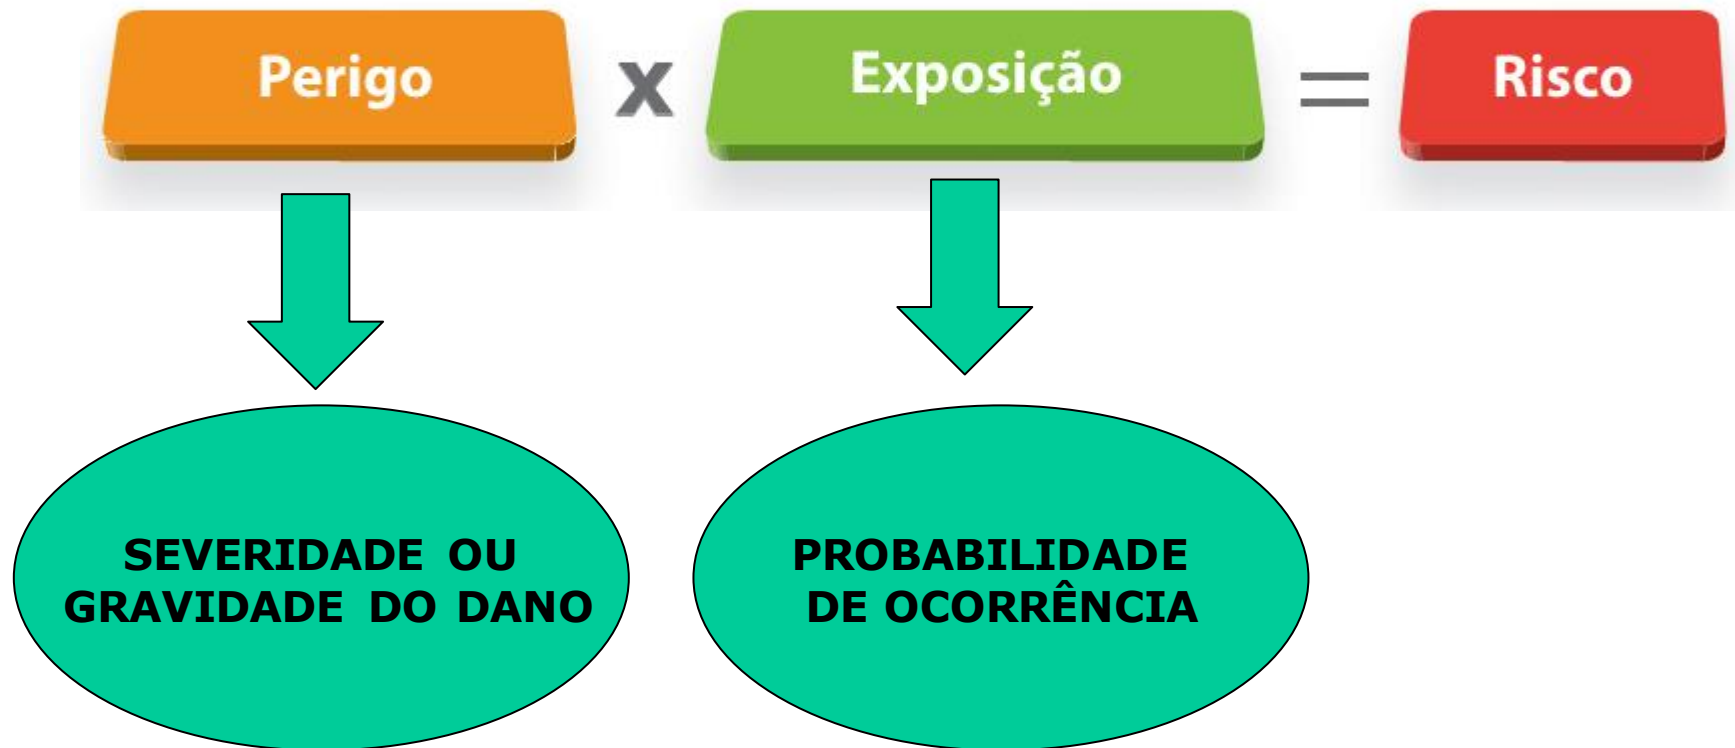 Perigo x Exposição = Risco
SEVERIDADE OU
GRAVIDADE DO DANO
PROBABILIDADE
DE OCORRÊNCIA